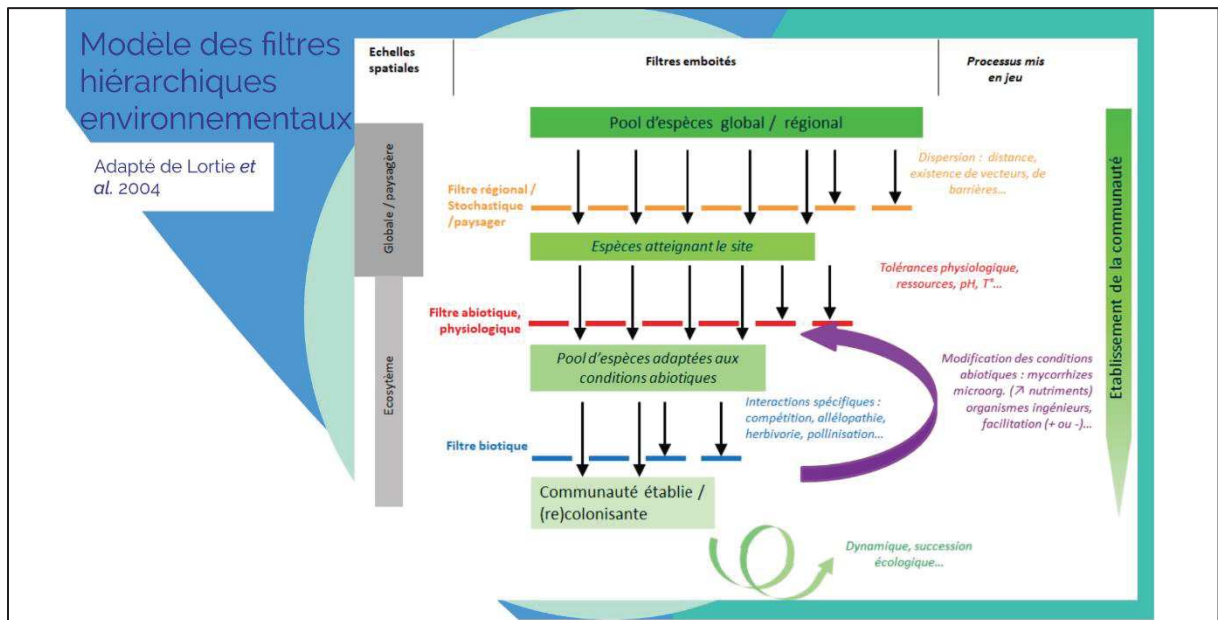 Modèle des filtres
hiérarchiques
environnementaux
Adapté de Lortie et
al. 2004
Echelles
spatiales
Filtres emboités
Processus mis
en jeu
Globale / paysagère
Ecosytème
Pool d'espèces global / régional
Dispersion : distance,
existence de vecteurs, de
barrières...
Filtre régional /
Stochastique
/paysager
Espèces atteignant le site
Tolérances physiologique,
ressources, pH, T°...
Filtre abiotique,
physiologique
Pool d'espèces adaptées aux
conditions abiotiques
Modification des conditions
abiotiques : mycorrhizes
microorg. (↗ nutriments)
organismes ingénieurs,
facilitation (+ ou -)...
Interactions spécifiques :
compétition, allélopathie,
herbivorie, pollinisation...
Filtre biotique
Communauté établie /
(re)colonisante
Dynamique, succession
écologique...
Etablissement de la communauté